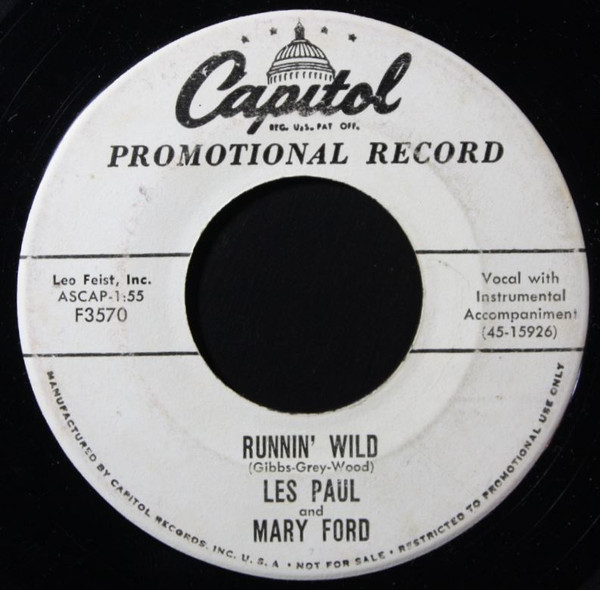 Capitol
REG. U.S. PAT. OFF.
PROMOTIONAL RECORD
Leo Feist, Inc.
ASCAP-1:55
F3570
Vocal with
Instrumental
Accompaniment
(45-15926)
RUNNIN' WILD
(Gibbs-Grey-Wood)
LES PAUL
and
MARY FORD
MANUFACTURED BY CAPITOL RECORDS, INC. U. S. A. • NOT FOR SALE • RESTRICTED TO PROMOTIONAL USE ONLY